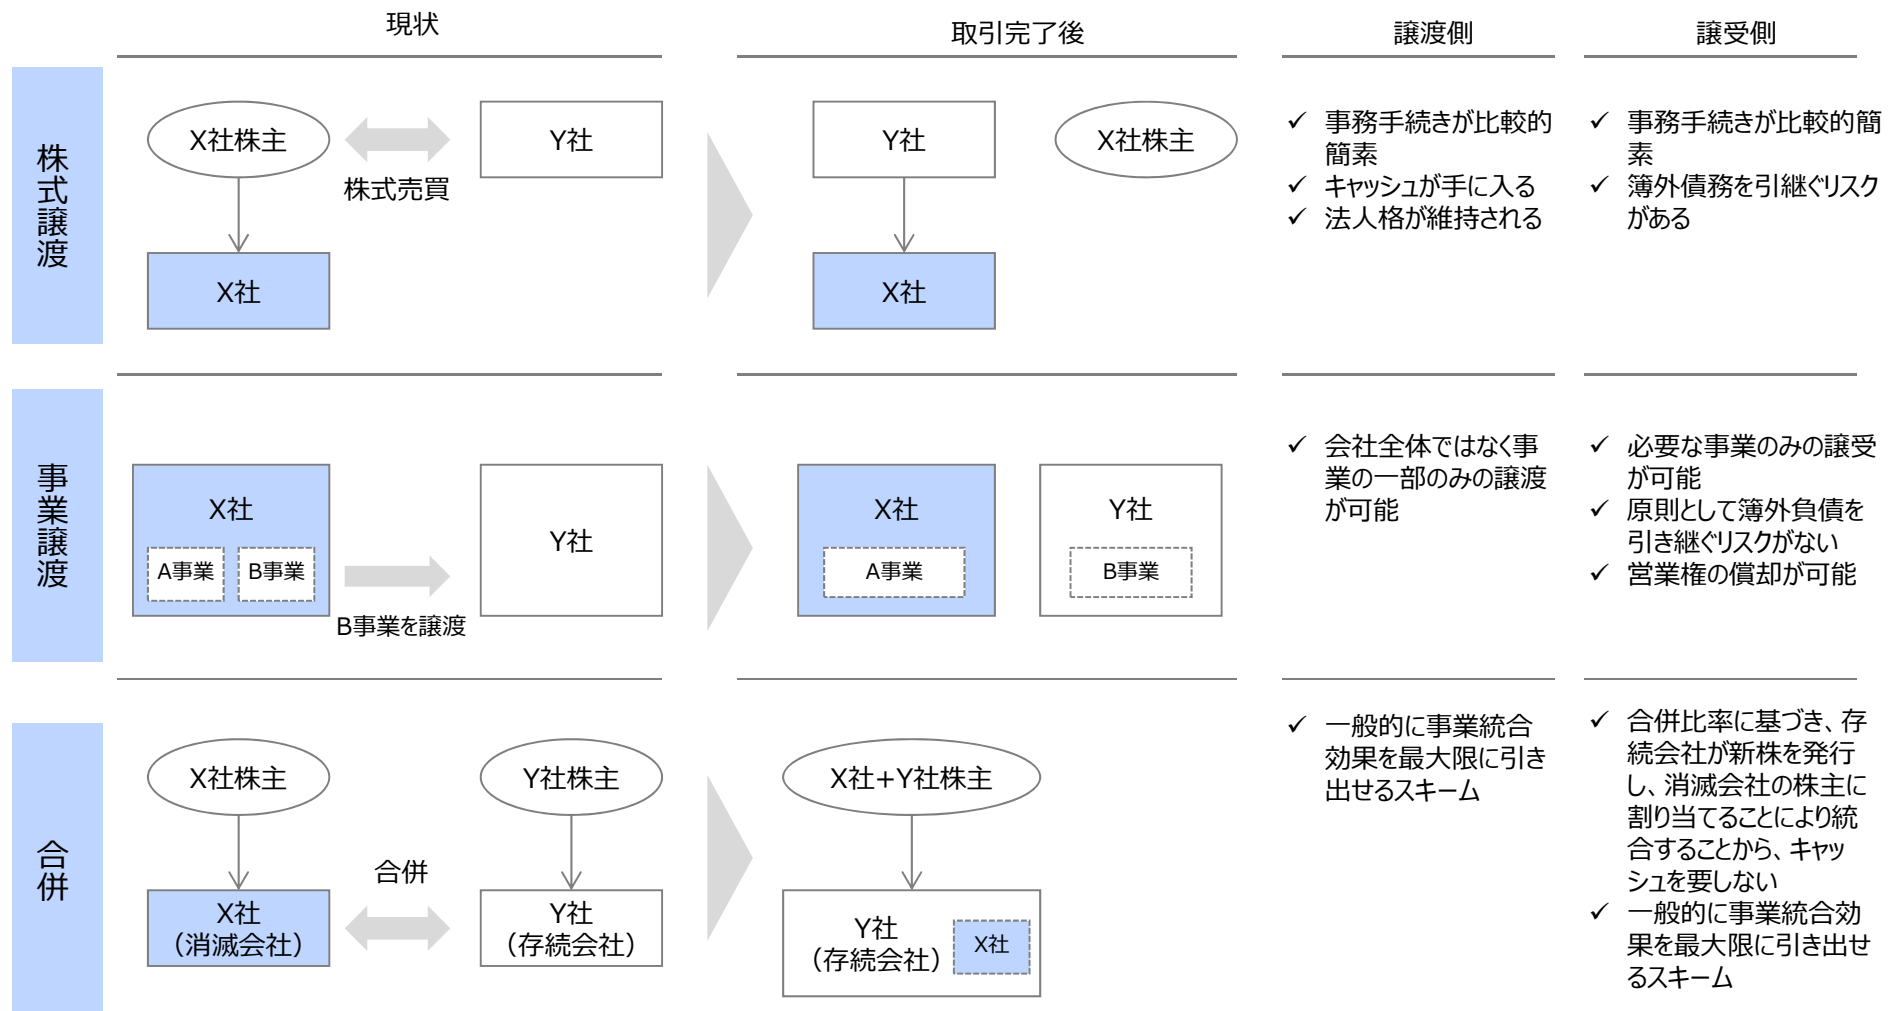 現状
取引完了後
譲渡側
譲受側
株式譲渡
X社株主
Y社
株式売買
X社
Y社
X社株主
X社
✓ 事務手続きが比較的
簡素
✓ キャッシュが手に入る
✓ 法人格が維持される
✓ 事務手続きが比較的簡
素
✓ 簿外債務を引継ぐリスク
がある
事業譲渡
X社
A事業
B事業
B事業を譲渡
Y社
X社
A事業
Y社
B事業
✓ 会社全体ではなく事
業の一部のみの譲渡
が可能
✓ 必要な事業のみの譲受
が可能
✓ 原則として簿外負債を
引き継ぐリスクがない
✓ 営業権の償却が可能
合併
X社株主
Y社株主
合併
X社
（消滅会社）
Y社
（存続会社）
X社+Y社株主
Y社
（存続会社）
X社
✓ 一般的に事業統合
効果を最大限に引き
出せるスキーム
✓ 合併比率に基づき、存
続会社が新株を発行
し、消滅会社の株主に
割り当てることにより統
合することから、キャッ
シュを要しない
✓ 一般的に事業統合効
果を最大限に引き出せ
るスキーム